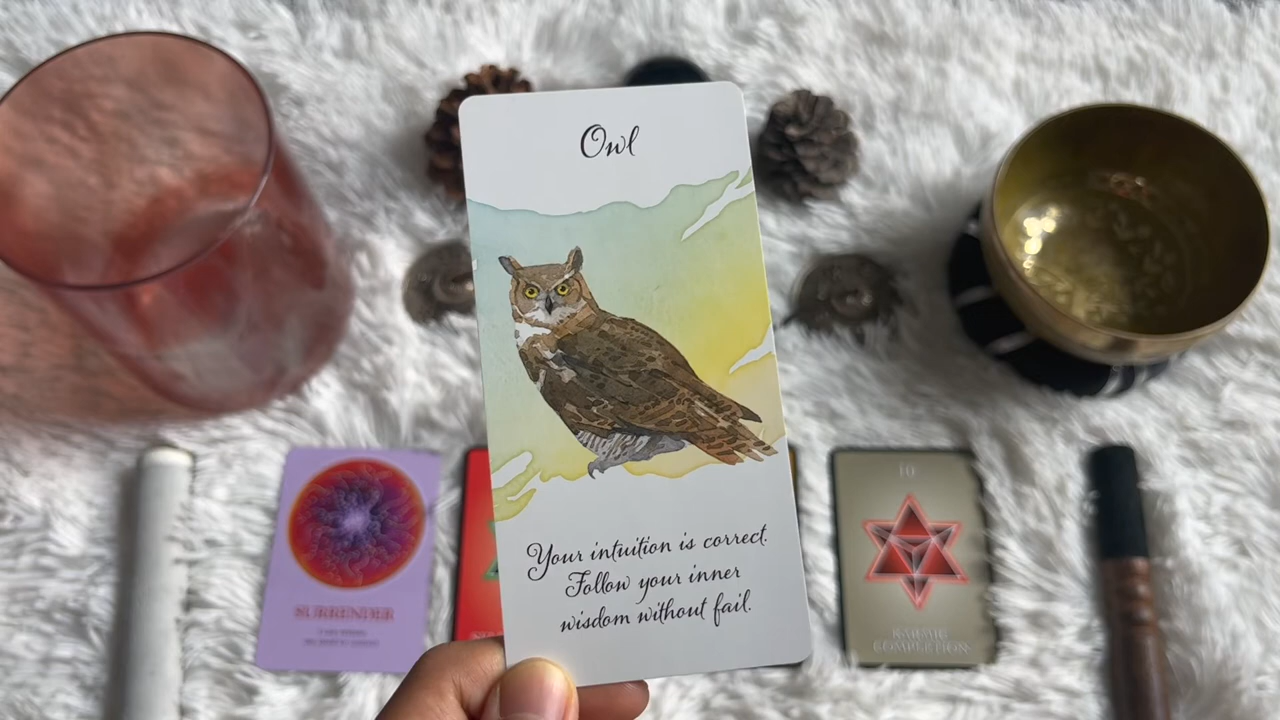 Owl
Your intuition is correct.
Follow your inner
wisdom without fail.
SURRENDER
10
KARMIC
COMPLETION